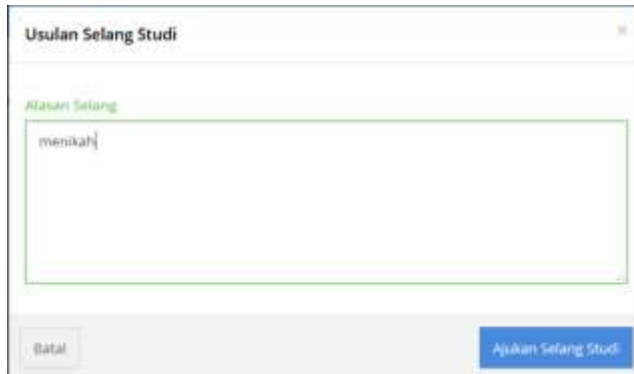 Usulan Selang Studi
×
Alasan Selang
menikah
Batal
Ajukan Selang Studi